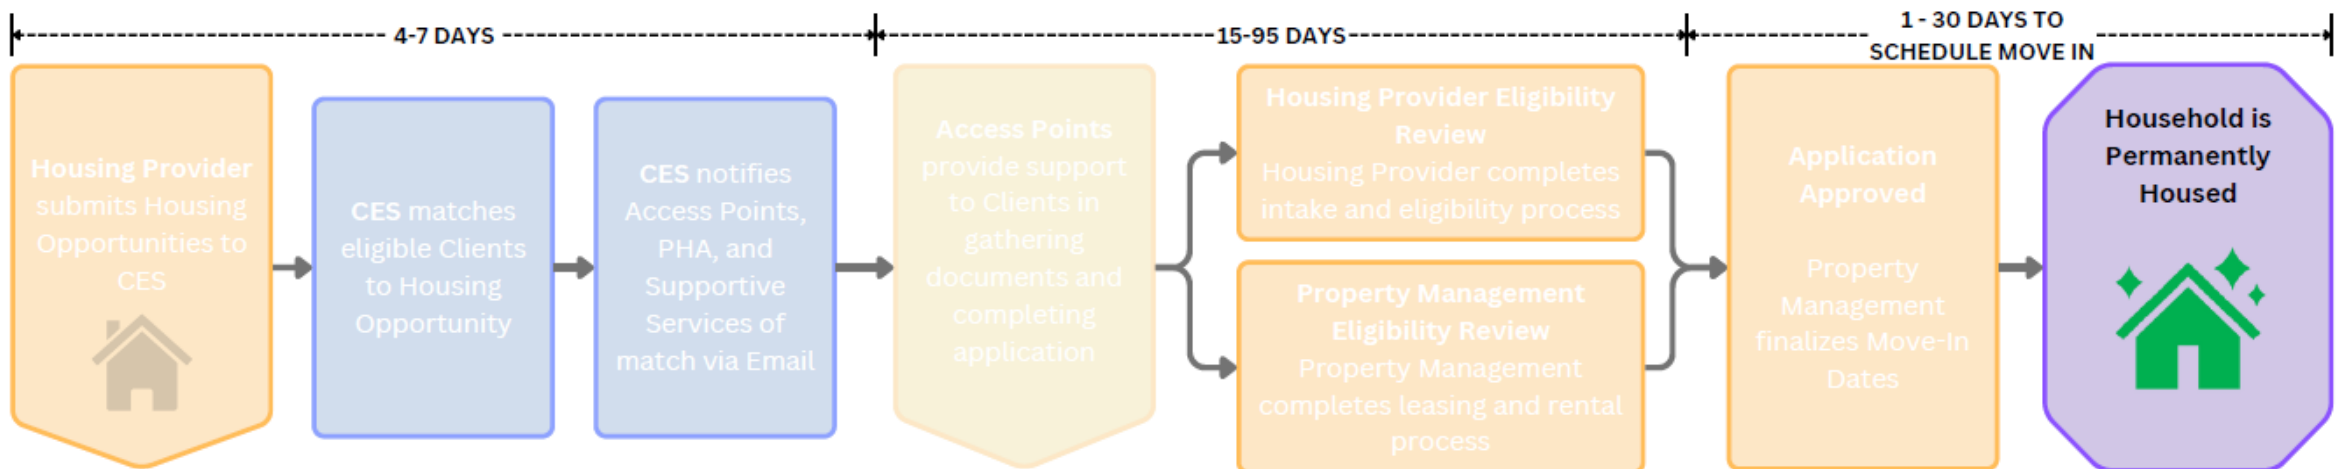 4-7 DAYS
15-95 DAYS
1 - 30 DAYS TO
SCHEDULE MOVE IN
Housing Provider
submits Housing
Opportunities to
CES
CES matches
eligible Clients
to Housing
Opportunity
CES notifies
Access Points,
PHA, and
Supportive
Services of
match via Email
Access Points
provide support
to Clients in
gathering
documents and
completing
application
Housing Provider Eligibility
Review
Housing Provider completes
intake and eligibility process
Property Management
Eligibility Review
Property Management
completes leasing and rental
process
Application
Approved
Property
Management
finalizes Move-In
Dates
Household is
Permanently
Housed